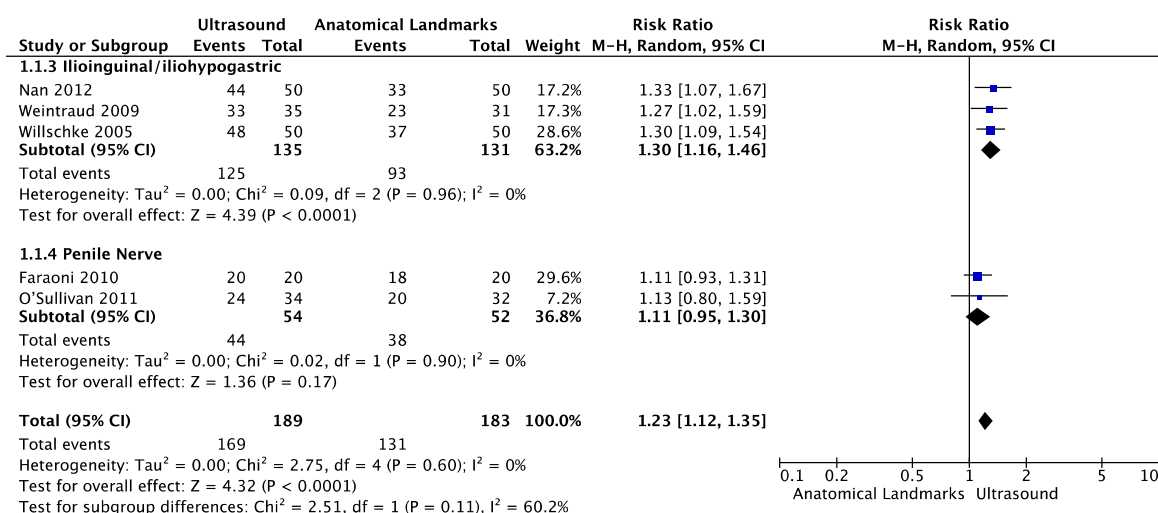 Ultrasound Anatomical Landmarks Risk Ratio Risk Ratio
Study or Subgroup Events Total Events Total Weight M-H, Random, 95% CI M-H, Random, 95% CI
1.1.3 Ilioinguinal/iliohypogastric
Nan 2012 44 50 33 50 17.2% 1.33 [1.07, 1.67]
Weintraud 2009 33 35 23 31 17.3% 1.27 [1.02, 1.59]
Willschke 2005 48 50 37 50 28.6% 1.30 [1.09, 1.54]
Subtotal (95% CI) 135 131 63.2% 1.30 [1.16, 1.46]
Total events 125 93
Heterogeneity: Tau² = 0.00; Chi² = 0.09, df = 2 (P = 0.96); I² = 0%
Test for overall effect: Z = 4.39 (P < 0.0001)
1.1.4 Penile Nerve
Faraoni 2010 20 20 18 20 29.6% 1.11 [0.93, 1.31]
O'Sullivan 2011 24 34 20 32 7.2% 1.13 [0.80, 1.59]
Subtotal (95% CI) 54 52 36.8% 1.11 [0.95, 1.30]
Total events 44 38
Heterogeneity: Tau² = 0.00; Chi² = 0.02, df = 1 (P = 0.90); I² = 0%
Test for overall effect: Z = 1.36 (P = 0.17)
Total (95% CI) 189 183 100.0% 1.23 [1.12, 1.35]
Total events 169 131
Heterogeneity: Tau² = 0.00; Chi² = 2.75, df = 4 (P = 0.60); I² = 0%
Test for overall effect: Z = 4.32 (P < 0.0001)
Test for subgroup differences: Chi² = 2.51, df = 1 (P = 0.11), I² = 60.2%
0.1 0.2 0.5 1 2 5 10
Anatomical Landmarks Ultrasound